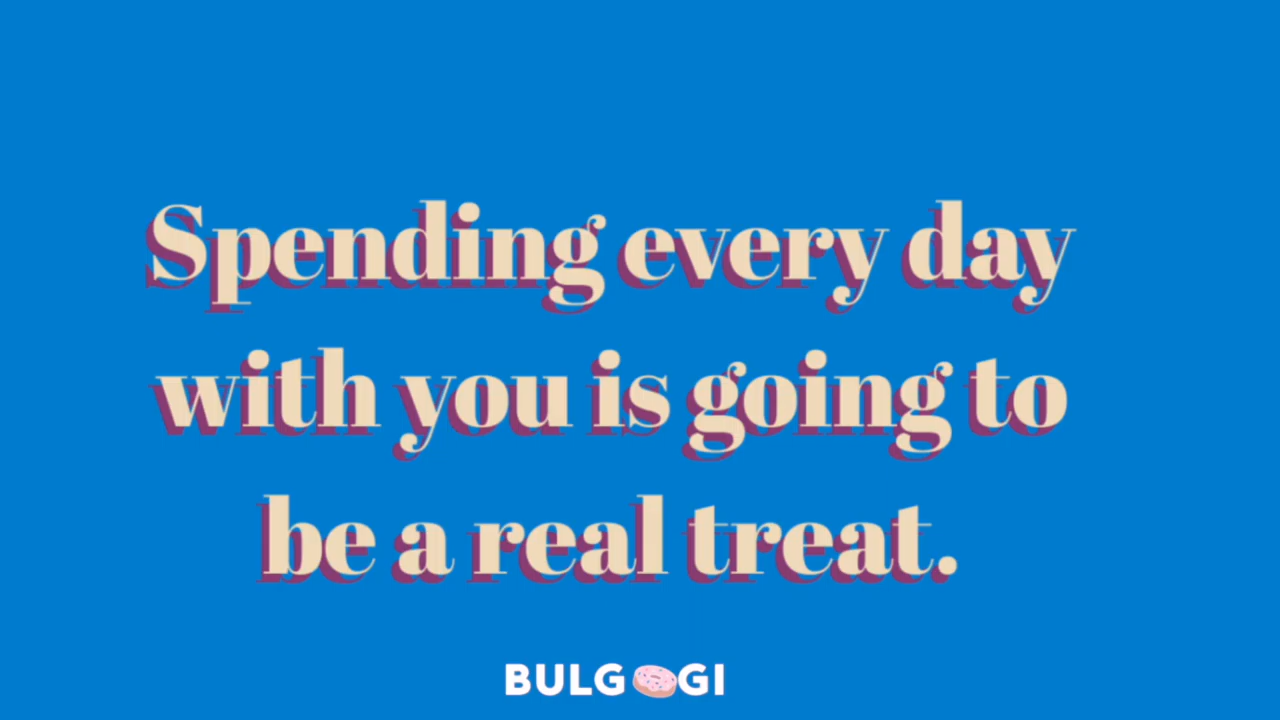 Spending every day
with you is going to
be a real treat.
BULGOGI